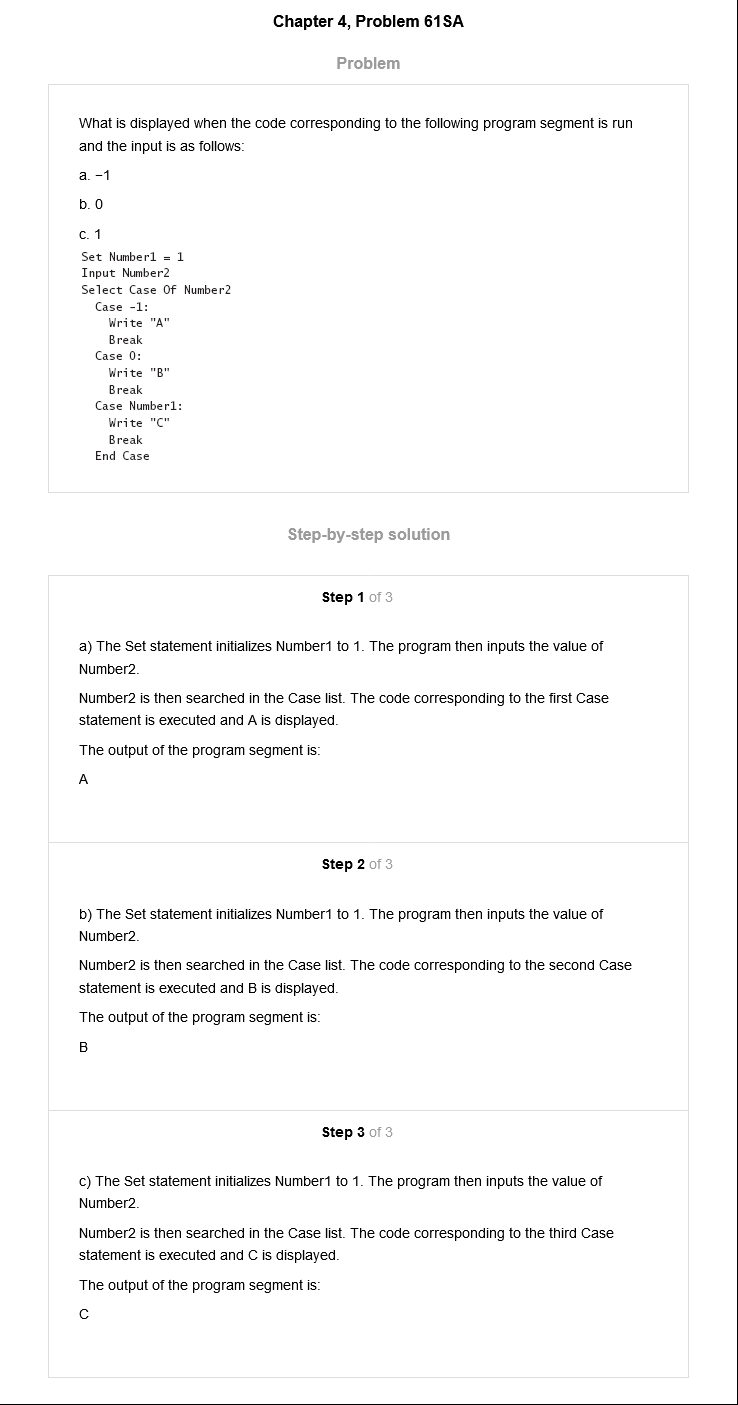 Chapter 4, Problem 61SA
Problem
What is displayed when the code corresponding to the following program segment is run
and the input is as follows:
a. −1
b. 0
c. 1
Set Number1 = 1
Input Number2
Select Case Of Number2
Case -1:
Write "A"
Break
Case 0:
Write "B"
Break
Case Number1:
Write "C"
Break
End Case
Step-by-step solution
Step 1 of 3
a) The Set statement initializes Number1 to 1. The program then inputs the value of
Number2.
Number2 is then searched in the Case list. The code corresponding to the first Case
statement is executed and A is displayed.
The output of the program segment is:
A
Step 2 of 3
b) The Set statement initializes Number1 to 1. The program then inputs the value of
Number2.
Number2 is then searched in the Case list. The code corresponding to the second Case
statement is executed and B is displayed.
The output of the program segment is:
B
Step 3 of 3
c) The Set statement initializes Number1 to 1. The program then inputs the value of
Number2.
Number2 is then searched in the Case list. The code corresponding to the third Case
statement is executed and C is displayed.
The output of the program segment is:
C